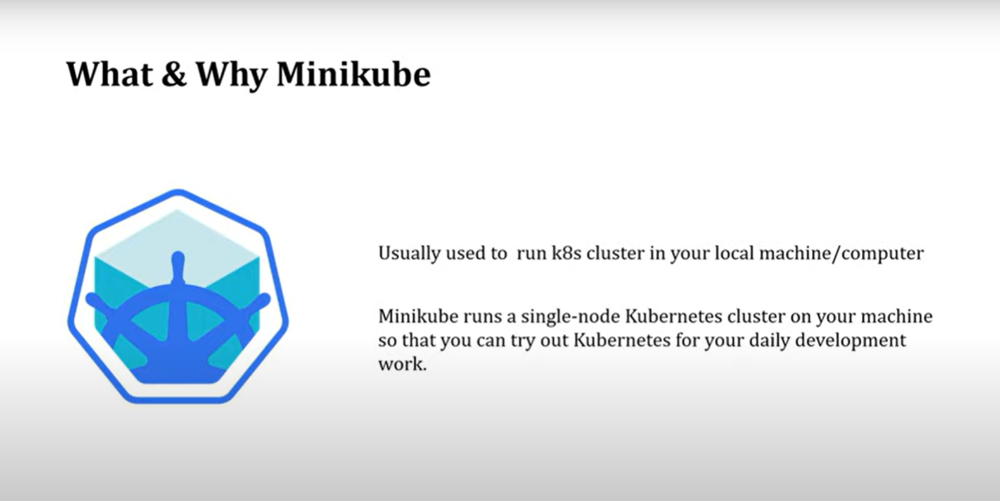 What & Why Minikube
Usually used to  run k8s cluster in your local machine/computer
Minikube runs a single-node Kubernetes cluster on your machine
so that you can try out Kubernetes for your daily development
work.